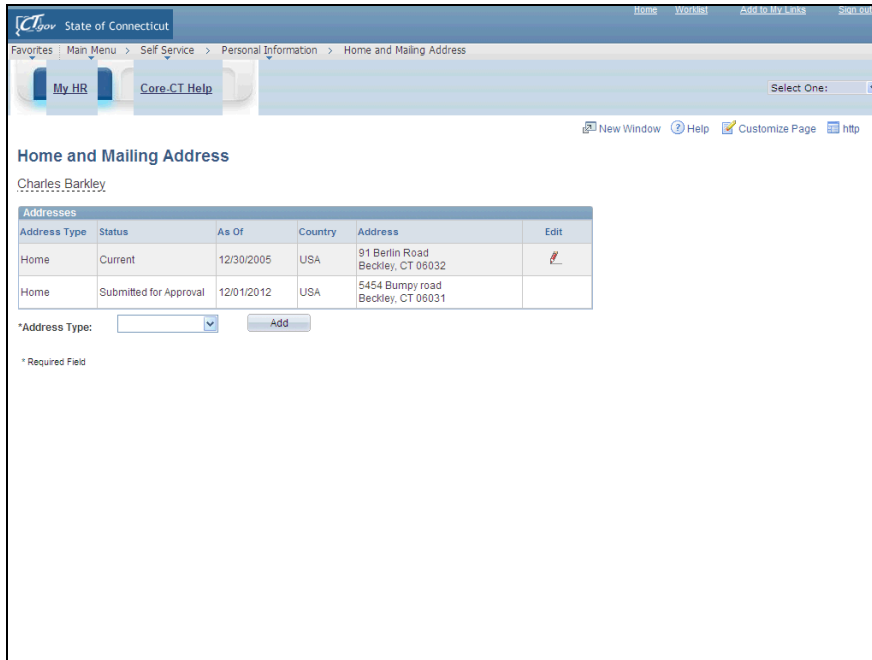 Home Worklist Add to My Links Sign out
CT.gov State of Connecticut
Favorites Main Menu > Self Service > Personal Information > Home and Mailing Address
My HR Core-CT Help
Select One:
New Window Help Customize Page http
Home and Mailing Address
Charles Barkley
Addresses
Address Type Status As Of Country Address Edit
Home Current 12/30/2005 USA 91 Berlin Road
Beckley, CT 06032
Home Submitted for Approval 12/01/2012 USA 5454 Bumpy road
Beckley, CT 06031
*Address Type: Add
* Required Field